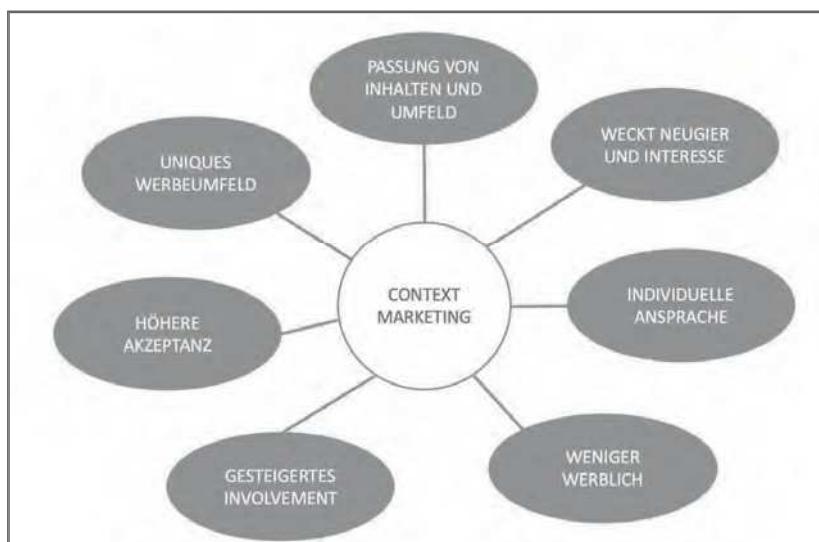 PASSUNG VON
INHALTEN UND
UMFELD
WECKT NEUGIER
UND INTERESSE
UNIQUES
WERBEUMFELD
CONTEXT
MARKETING
INDIVIDUELLE
ANSPRACHE
HÖHERE
AKZEPTANZ
WENIGER
WERBLICH
GESTEIGERTES
INVOLVEMENT